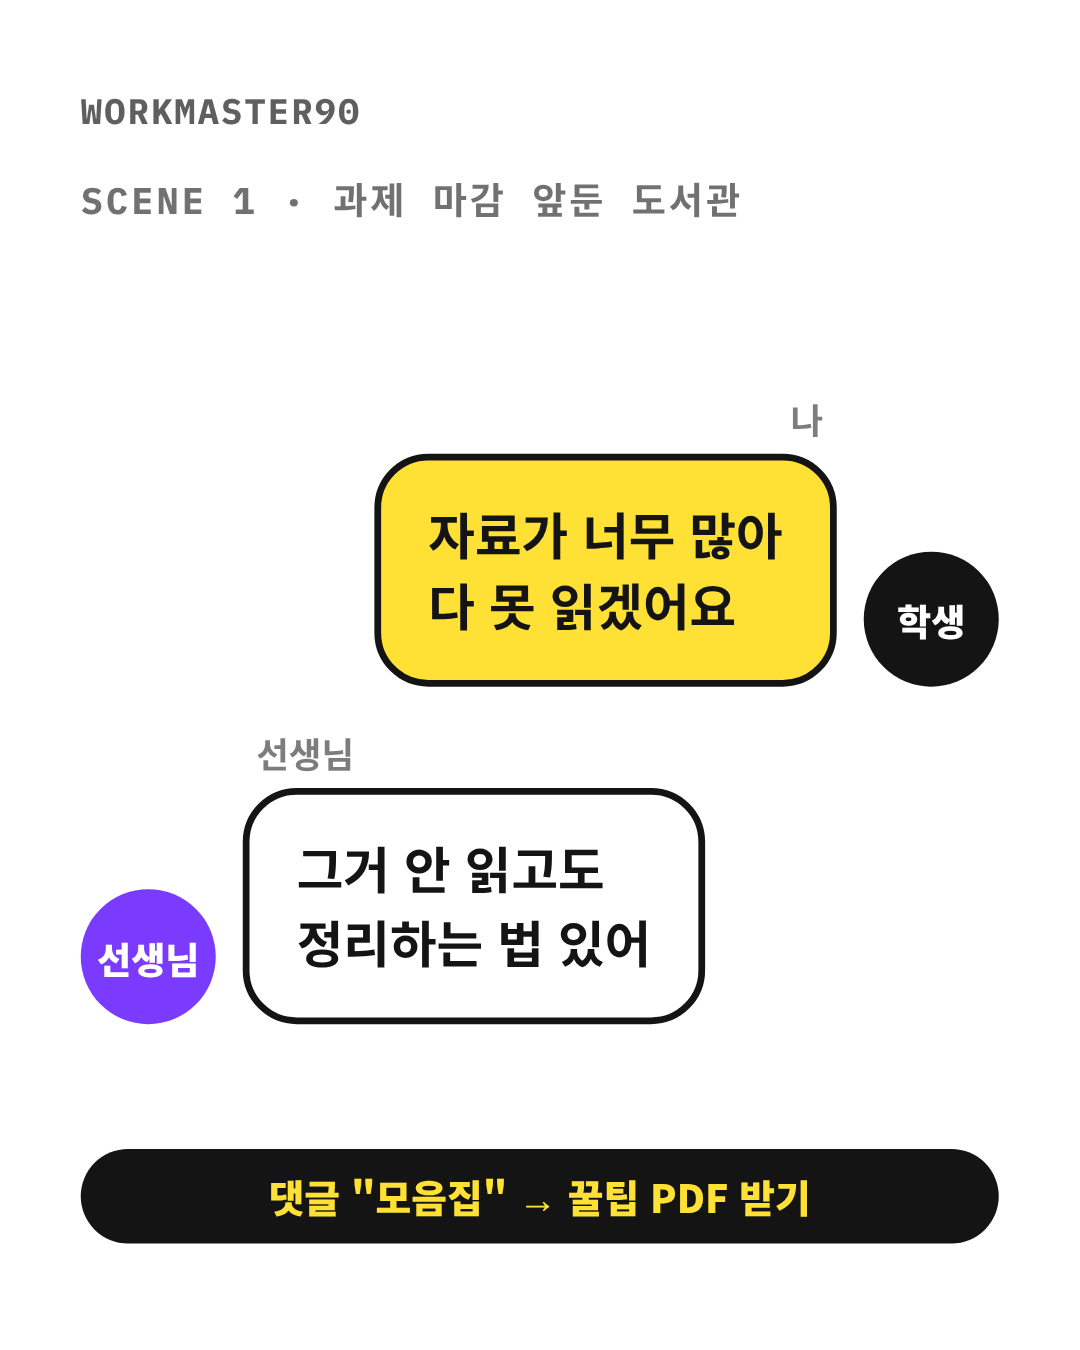 WORKMASTER90
SCENE 1 · 과제 마감 앞둔 도서관
나
자료가 너무 많아
다 못 읽겠어요
학생
선생님
그거 안 읽고도
정리하는 법 있어
선생님
댓글 "모음집" → 꿀팁 PDF 받기